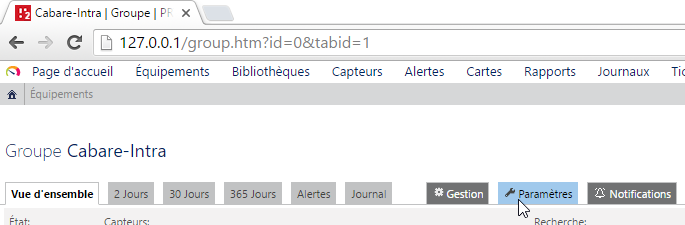 Cabare-Intra | Groupe | PR
127.0.0.1/group.htm?id=0&tabid=1
Page d'accueil Équipements Bibliothèques Capteurs Alertes Cartes Rapports Journaux Tic
Équipements
Groupe Cabare-Intra
Vue d'ensemble 2 Jours 30 Jours 365 Jours Alertes Journal Gestion Paramètres Notifications
État: Capteurs: Recherche: